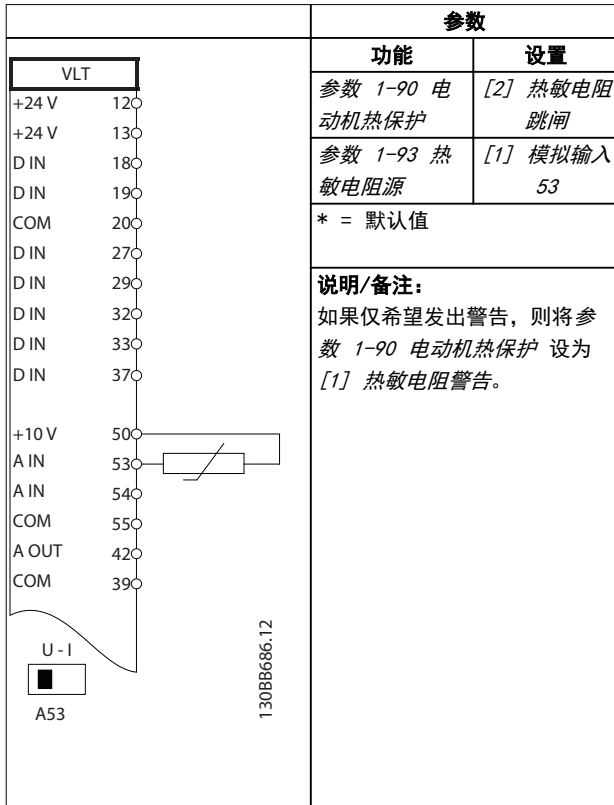 VLT
+24 V 12
+24 V 13
D IN 18
D IN 19
COM 20
D IN 27
D IN 29
D IN 32
D IN 33
D IN 37
+10 V 50
A IN 53
A IN 54
COM 55
A OUT 42
COM 39
U - I
A53
130BB686.12
参数
功能 设置
参数 1-90 电 [2] 热敏电阻
动机热保护 跳闸
参数 1-93 热 [1] 模拟输入
敏电阻源 53
* = 默认值
说明/备注:
如果仅希望发出警告, 则将参
数 1-90 电动机热保护 设为
[1] 热敏电阻警告。